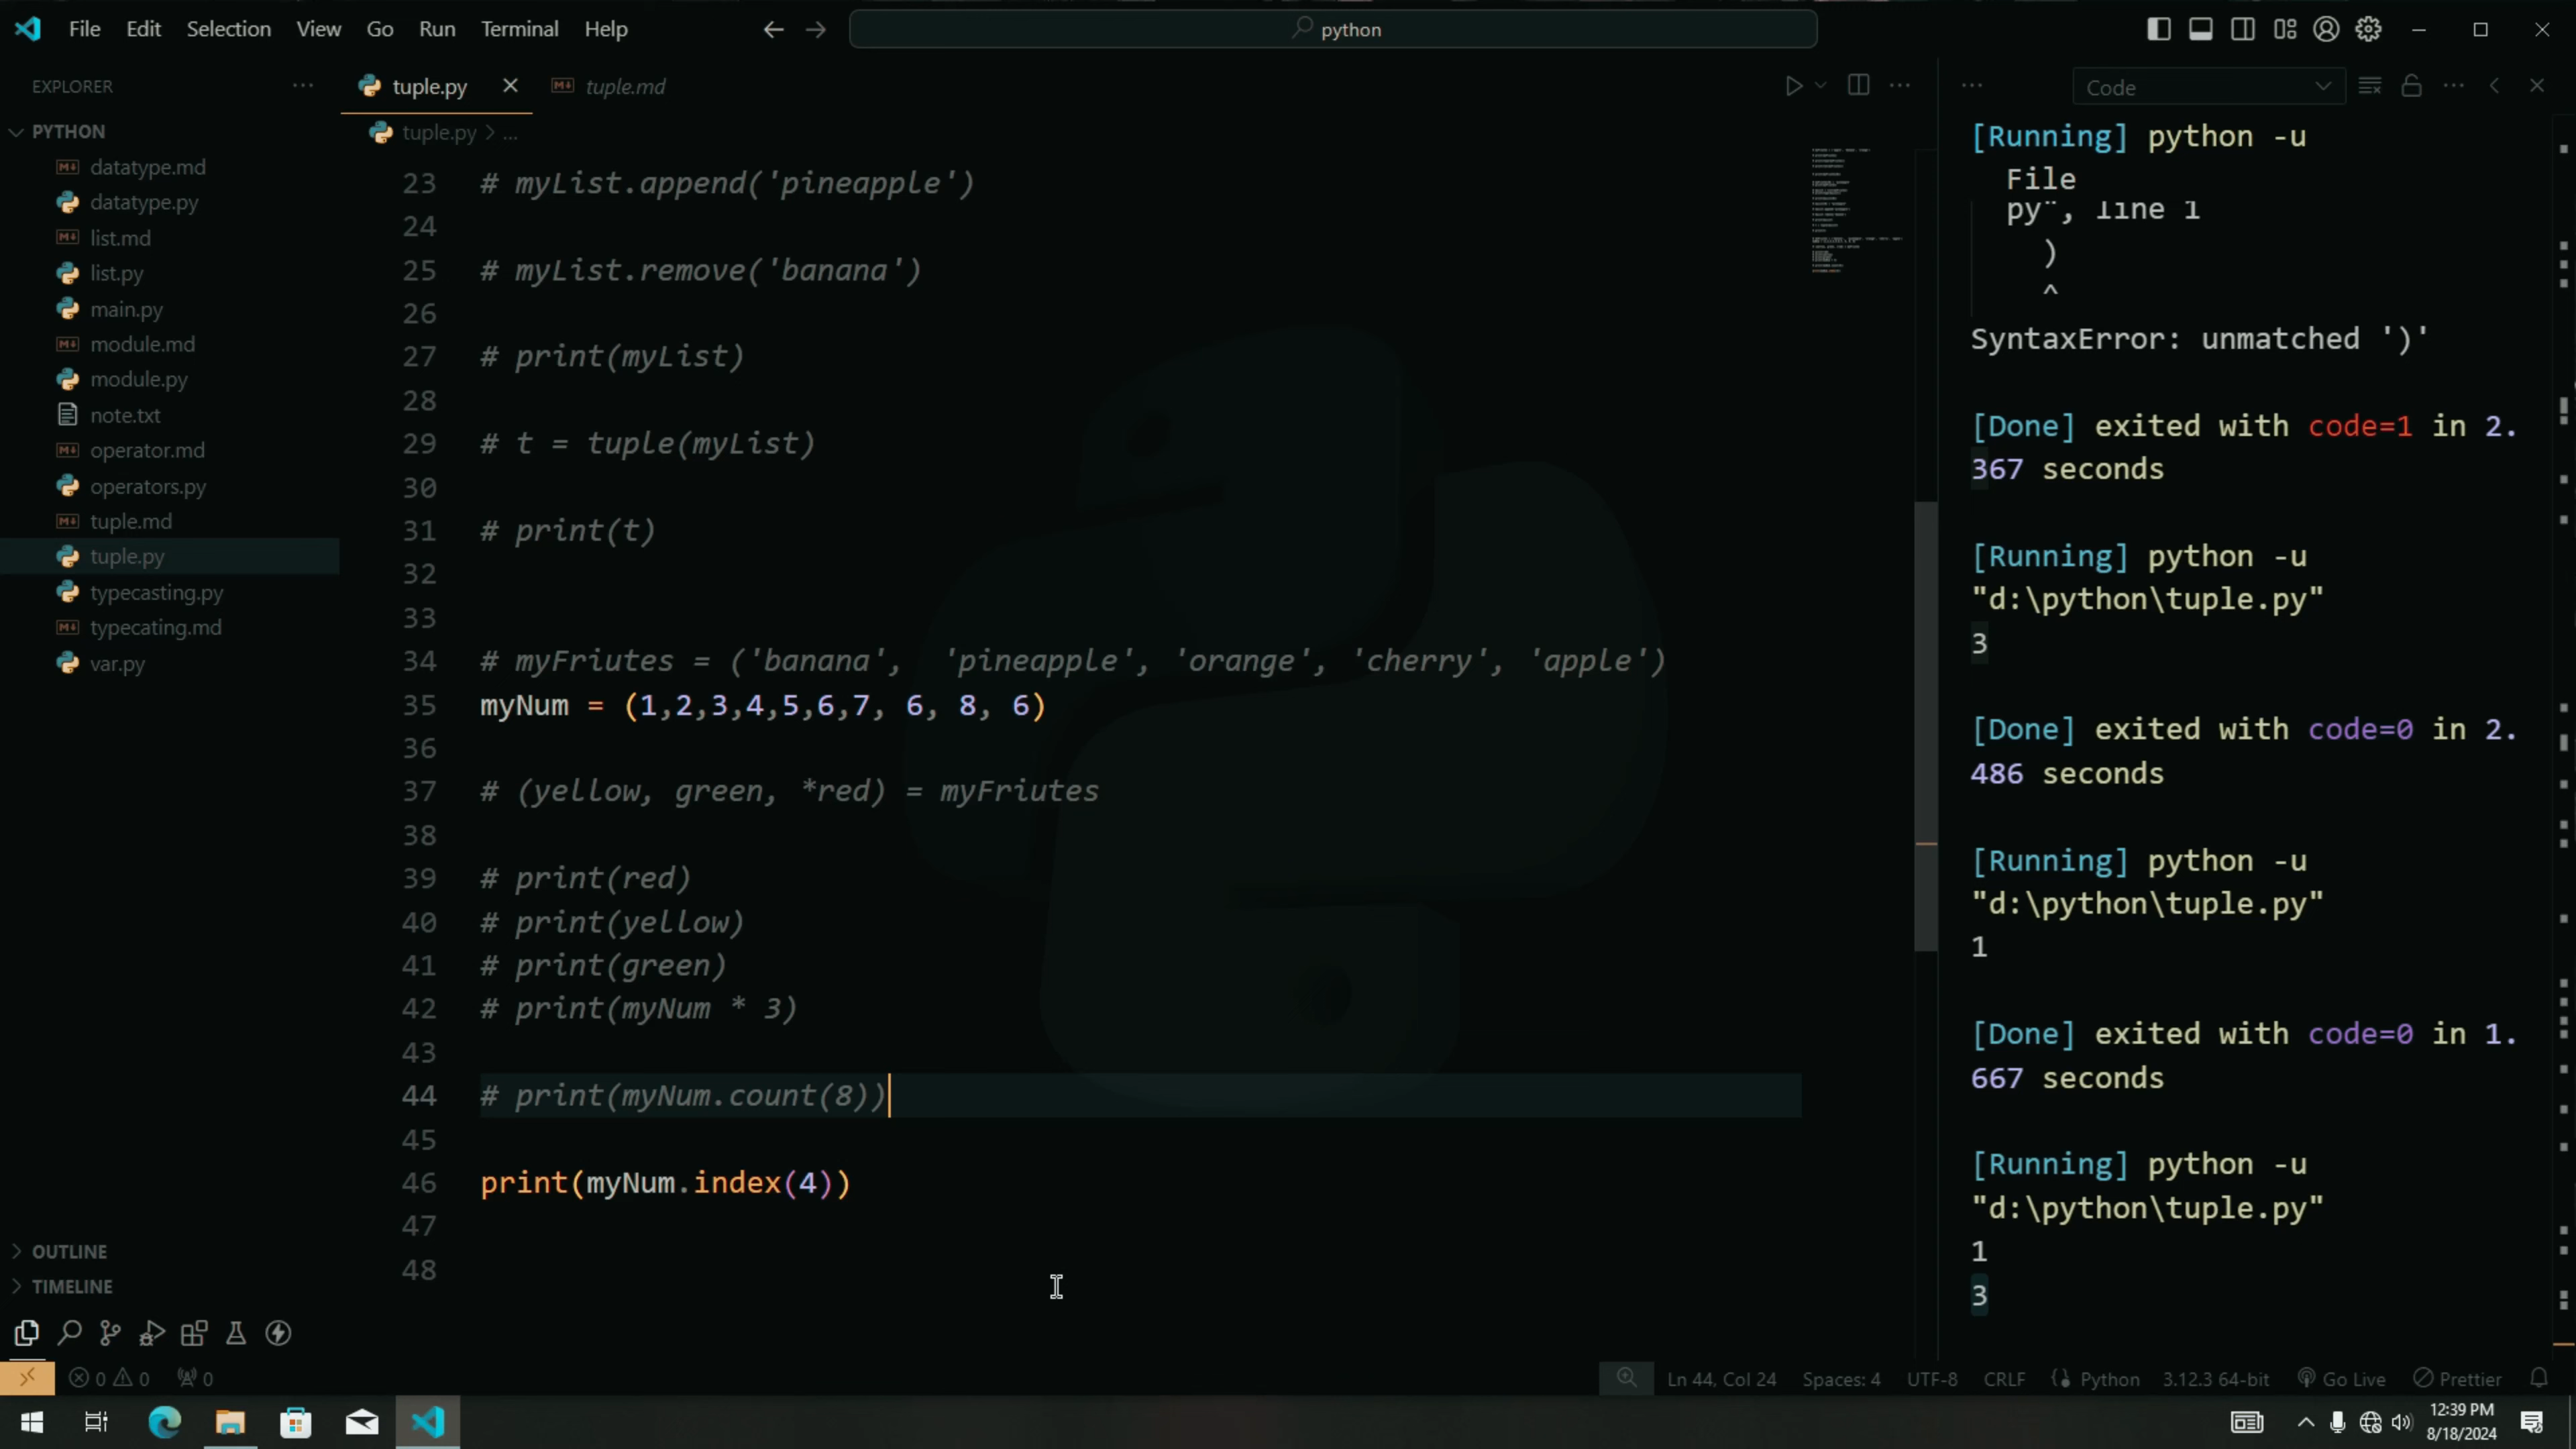 File Edit Selection View Go Run Terminal Help
python
EXPLORER
PYTHON
datatype.md
datatype.py
list.md
list.py
main.py
module.md
module.py
note.txt
operator.md
operators.py
tuple.md
tuple.py
typecasting.py
typecating.md
var.py
OUTLINE
TIMELINE
tuple.py tuple.md
tuple.py > ...
23 # myList.append('pineapple')
24
25 # myList.remove('banana')
26
27 # print(myList)
28
29 # t = tuple(myList)
30
31 # print(t)
32
33
34 # myFriutes = ('banana',  'pineapple', 'orange', 'cherry', 'apple')
35 myNum = (1,2,3,4,5,6,7, 6, 8, 6)
36
37 # (yellow, green, *red) = myFriutes
38
39 # print(red)
40 # print(yellow)
41 # print(green)
42 # print(myNum * 3)
43
44 # print(myNum.count(8))
45
46 print(myNum.index(4))
47
48
Code
[Running] python -u
File
py", line 1
)
^
SyntaxError: unmatched ')'
[Done] exited with code=1 in 2.
367 seconds
[Running] python -u
"d:\python\tuple.py"
3
[Done] exited with code=0 in 2.
486 seconds
[Running] python -u
"d:\python\tuple.py"
1
[Done] exited with code=0 in 1.
667 seconds
[Running] python -u
"d:\python\tuple.py"
1
3
0 0 0
Ln 44, Col 24 Spaces: 4 UTF-8 CRLF Python 3.12.3 64-bit Go Live Prettier
12:39 PM
8/18/2024